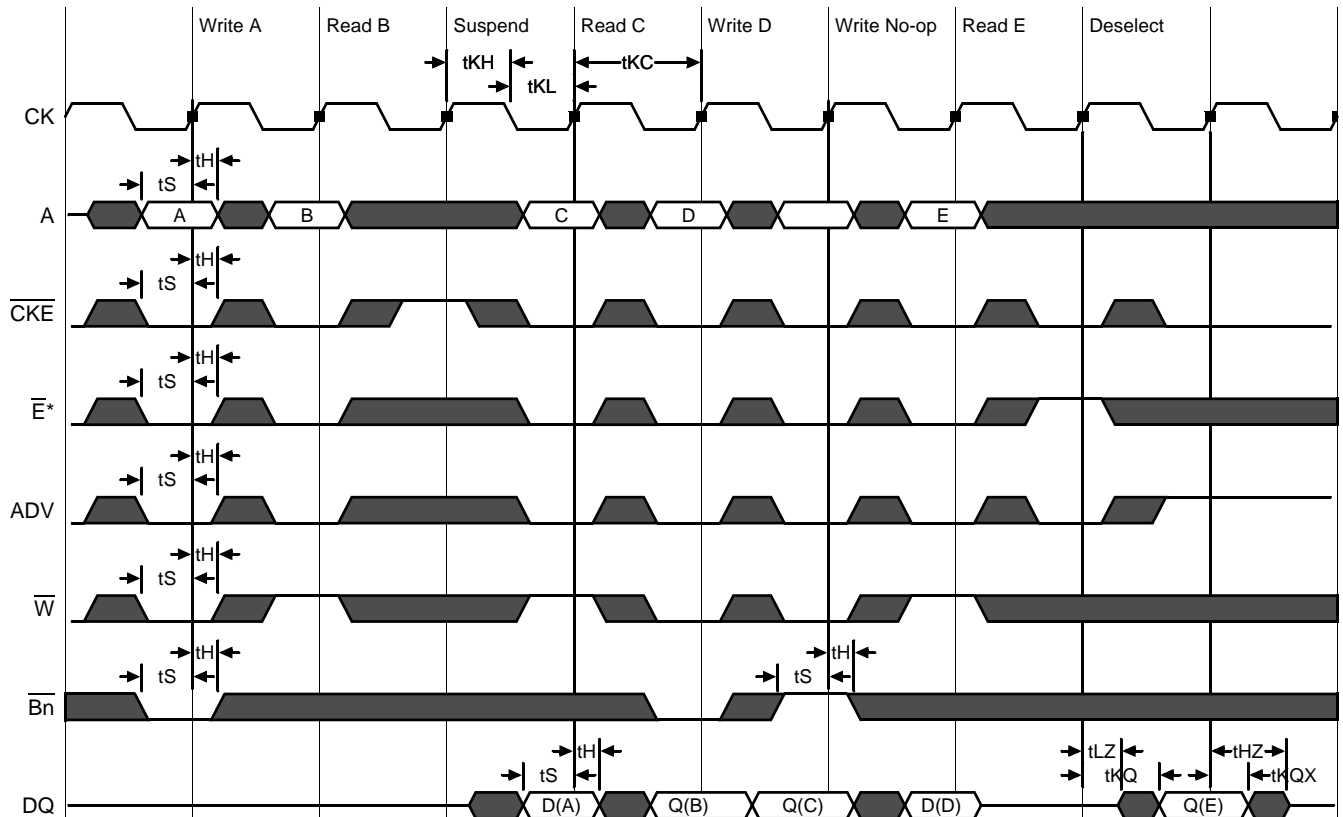 Write A Read B Suspend Read C Write D Write No-op Read E Deselect
tKH tKC
tKL
CK
tH
tS
A A B C D E
tH
tS
CKE
tH
tS
E*
tH
tS
ADV
tH
tS
W
tH tH
tS tS
Bn
tH tLZ tHZ
tS tKQ tKQX
DQ D(A) Q(B) Q(C) D(D) Q(E)